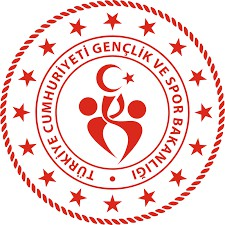 TÜRKİYE CUMHURİYETİ GENÇLİK VE SPOR BAKANLIĞI